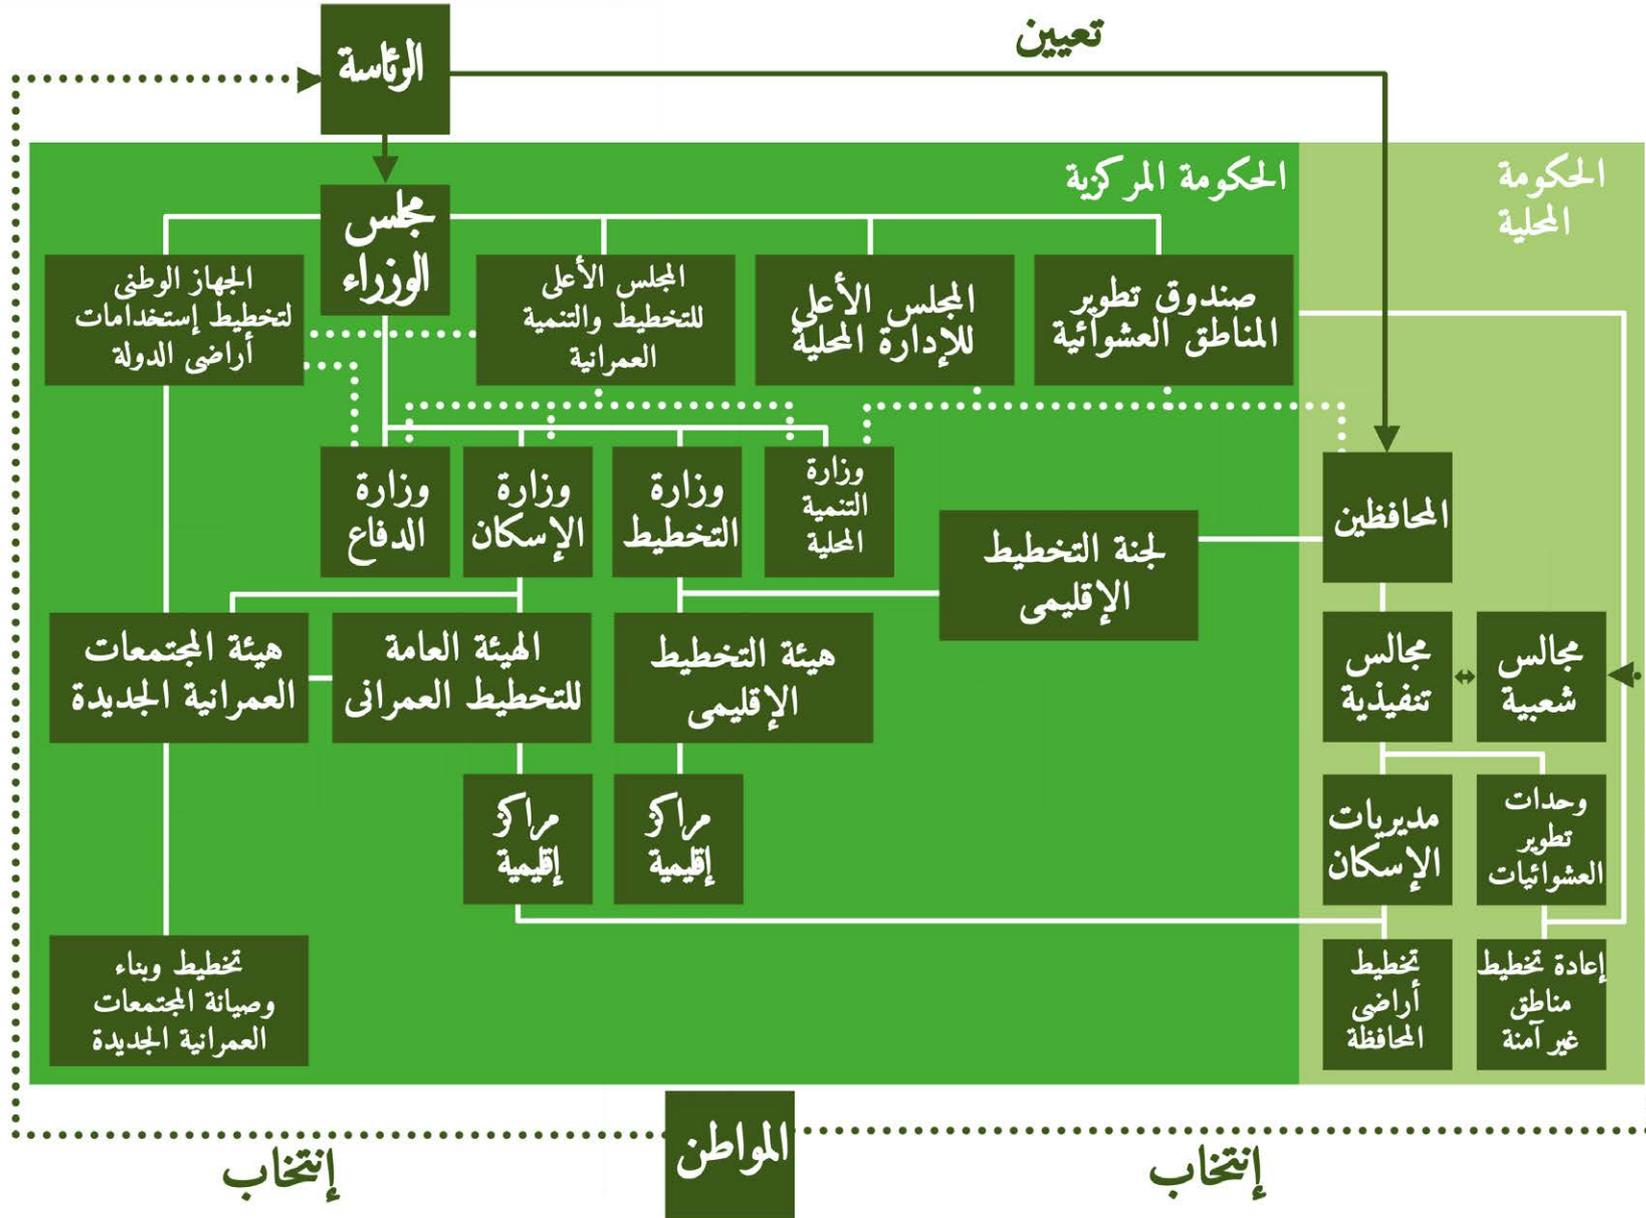 تعيين
الرئاسة
الحكومة المركزية
الحكومة
المحلية
مجلس
الوزراء
صندوق تطوير
المناطق العشوائية
المجلس الأعلى
للإدارة المحلية
المجلس الأعلى
للتخطيط والتنمية
العمرانية
الجهاز الوطنى
لتخطيط إستخدامات
أراضى الدولة
المحافظين
وزارة
التنمية
المحلية
وزارة
التخطيط
وزارة
الإسكان
وزارة
الدفاع
لجنة التخطيط
الإقليمى
مجالس
شعبية
مجالس
تنفيذية
هيئة التخطيط
الإقليمى
الهيئة العامة
للتخطيط العمرانى
هيئة المجتمعات
العمرانية الجديدة
وحدات
تطوير
العشوائيات
مديريات
الإسكان
مراكز
إقليمية
مراكز
إقليمية
إعادة تخطيط
مناطق
غير آمنة
تخطيط
أراضى
المحافظة
تخطيط وبناء
وصيانة المجتمعات
العمرانية الجديدة
المواطن
إنتخاب
إنتخاب